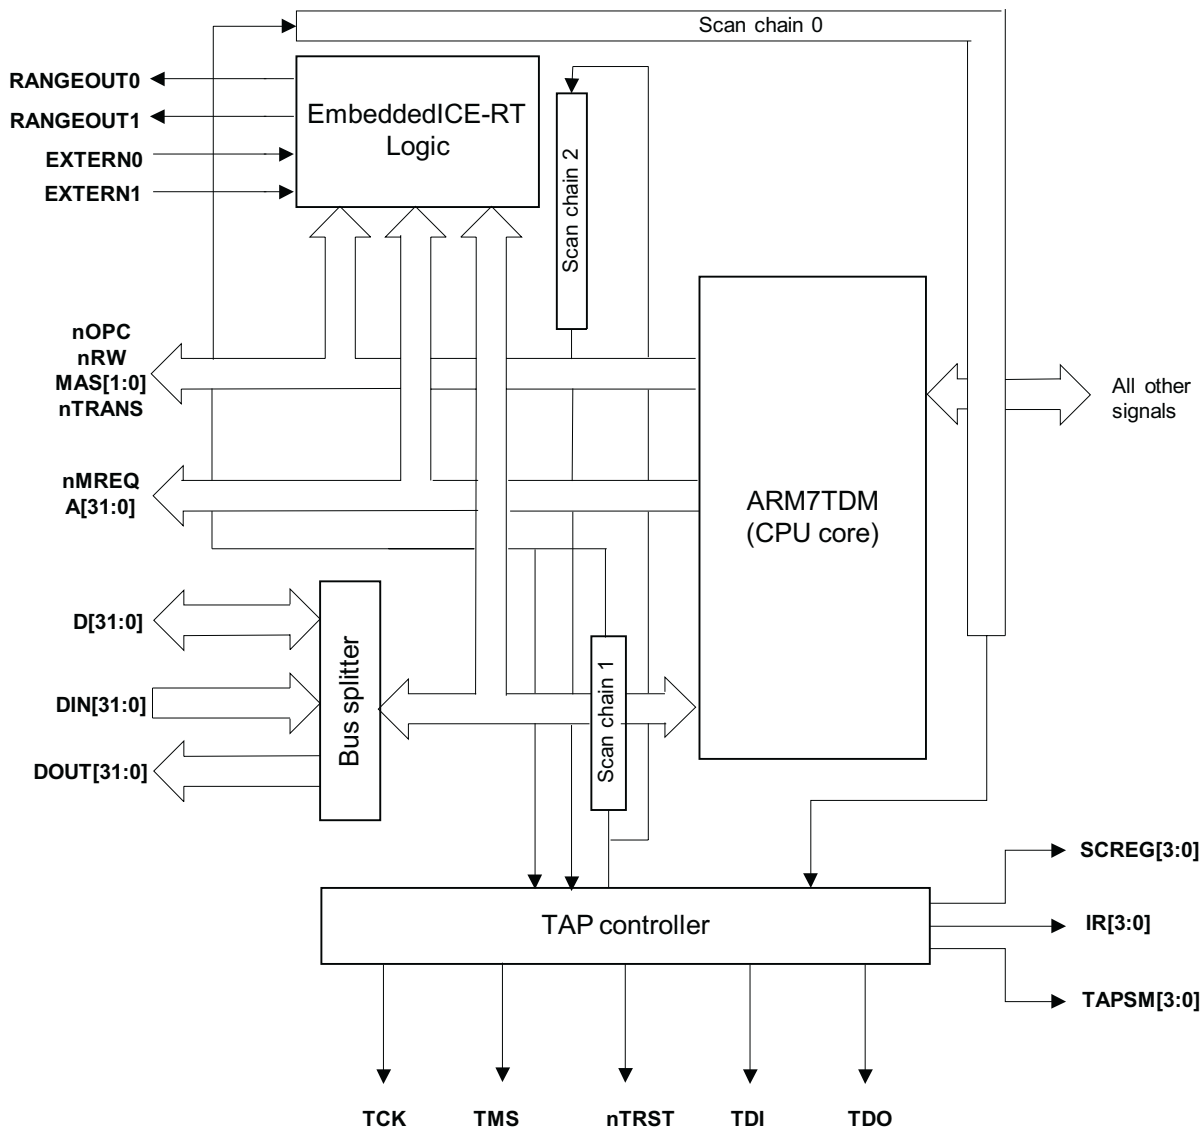 Scan chain 0
RANGEOUT0
RANGEOUT1
EXTERN0
EXTERN1
EmbeddedICE-RT
Logic
Scan chain 2
nOPC
nRW
MAS[1:0]
nTRANS
All other
signals
nMREQ
A[31:0]
ARM7TDM
(CPU core)
D[31:0]
DIN[31:0]
DOUT[31:0]
Bus splitter
Scan chain 1
TAP controller
SCREG[3:0]
IR[3:0]
TAPSM[3:0]
TCK
TMS
nTRST
TDI
TDO